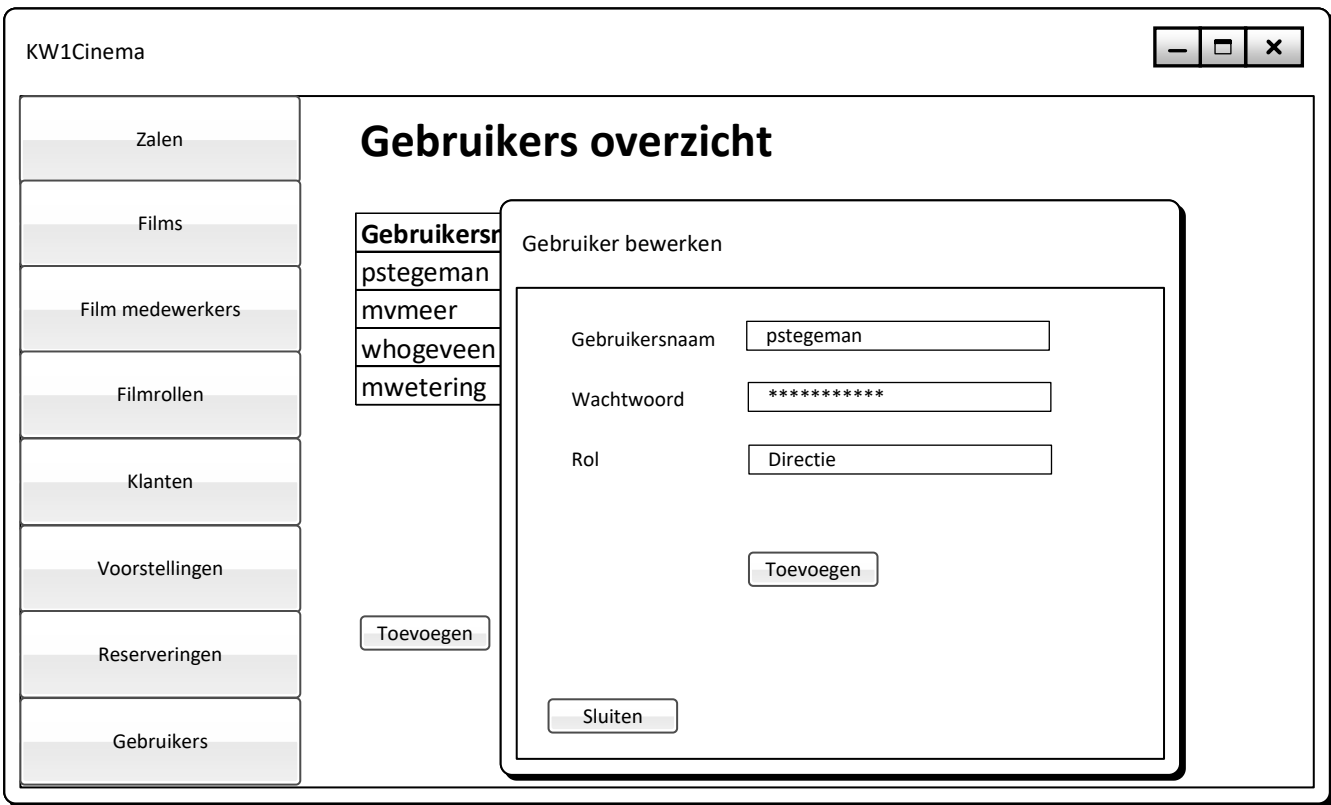 KW1Cinema
Zalen
Films
Film medewerkers
Filmrollen
Klanten
Voorstellingen
Reserveringen
Gebruikers
Gebruikers overzicht
Gebruikersr
pstegeman
mvmeer
whogeveen
mwetering
Toevoegen
Gebruiker bewerken
Gebruikersnaam pstegeman
Wachtwoord ***********
Rol Directie
Toevoegen
Sluiten